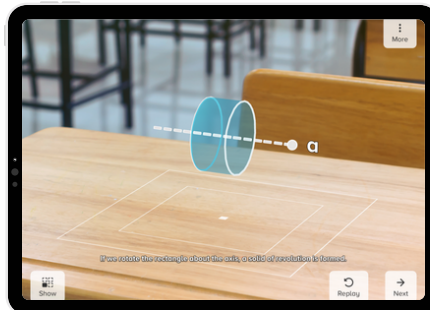 More
a
If we rotate the rectangle about the axis, a solid of revolution is formed.
Show
Replay
Next